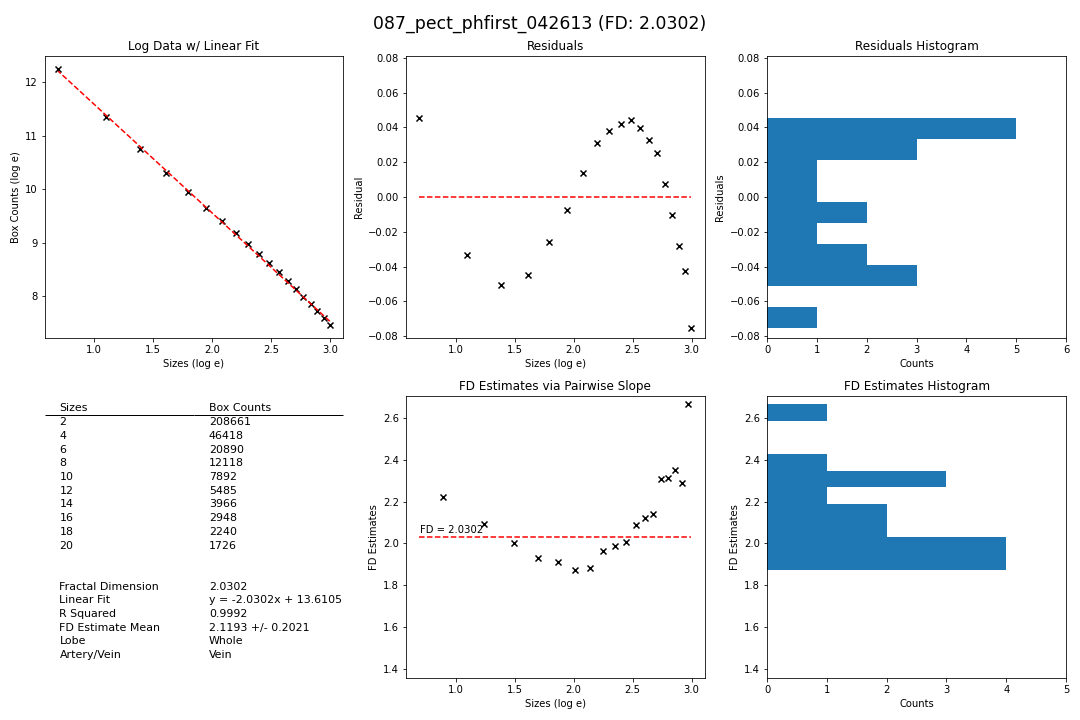 087_pect_phfirst_042613 (FD: 2.0302)
Log Data w/ Linear Fit
Box Counts (log e)
12
11
10
9
8
1.0 1.5 2.0 2.5 3.0
Sizes (log e)
Residuals
Residual
0.08
0.06
0.04
0.02
0.00
−0.02
−0.04
−0.06
−0.08
1.0 1.5 2.0 2.5 3.0
Sizes (log e)
Residuals Histogram
Residuals
0.08
0.06
0.04
0.02
0.00
−0.02
−0.04
−0.06
−0.08
0 1 2 3 4 5 6
Counts
Sizes Box Counts
2 208661
4 46418
6 20890
8 12118
10 7892
12 5485
14 3966
16 2948
18 2240
20 1726
Fractal Dimension 2.0302
Linear Fit y = -2.0302x + 13.6105
R Squared 0.9992
FD Estimate Mean 2.1193 +/- 0.2021
Lobe Whole
Artery/Vein Vein
FD Estimates via Pairwise Slope
FD Estimates
2.6
2.4
2.2
2.0
1.8
1.6
1.4
FD = 2.0302
1.0 1.5 2.0 2.5 3.0
Sizes (log e)
FD Estimates Histogram
FD Estimates
2.6
2.4
2.2
2.0
1.8
1.6
1.4
0 1 2 3 4 5
Counts